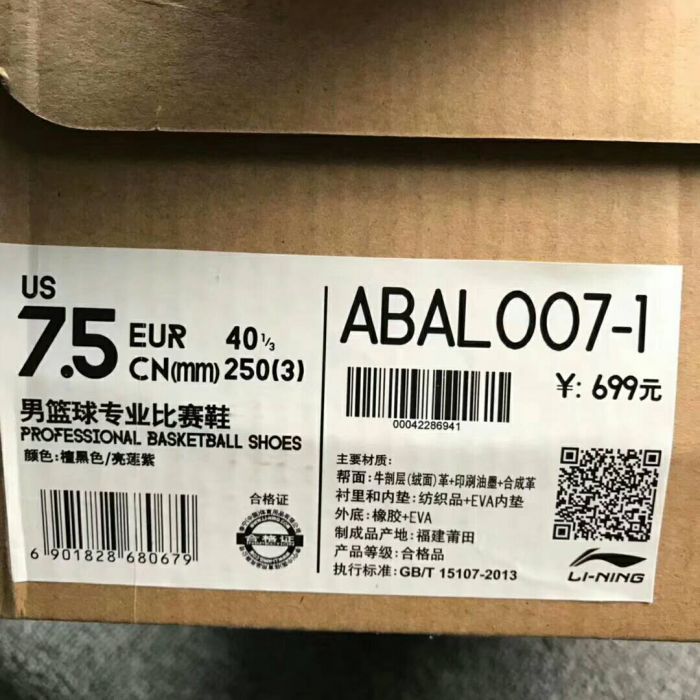 US
7.5 EUR 40 1/3
CN(mm) 250(3)
男篮球专业比赛鞋
PROFESSIONAL BASKETBALL SHOES
颜色:檀黑色/亮莲紫
合格证
合格证
6 901828 680679
ABAL007-1
00042286941
¥: 699元
主要材质:
帮面:牛剖层(绒面)革+印刷油墨+合成革
衬里和内垫:纺织品+EVA内垫
外底:橡胶+EVA
制成品产地:福建莆田
产品等级:合格品
执行标准:GB/T 15107-2013
LI-NING